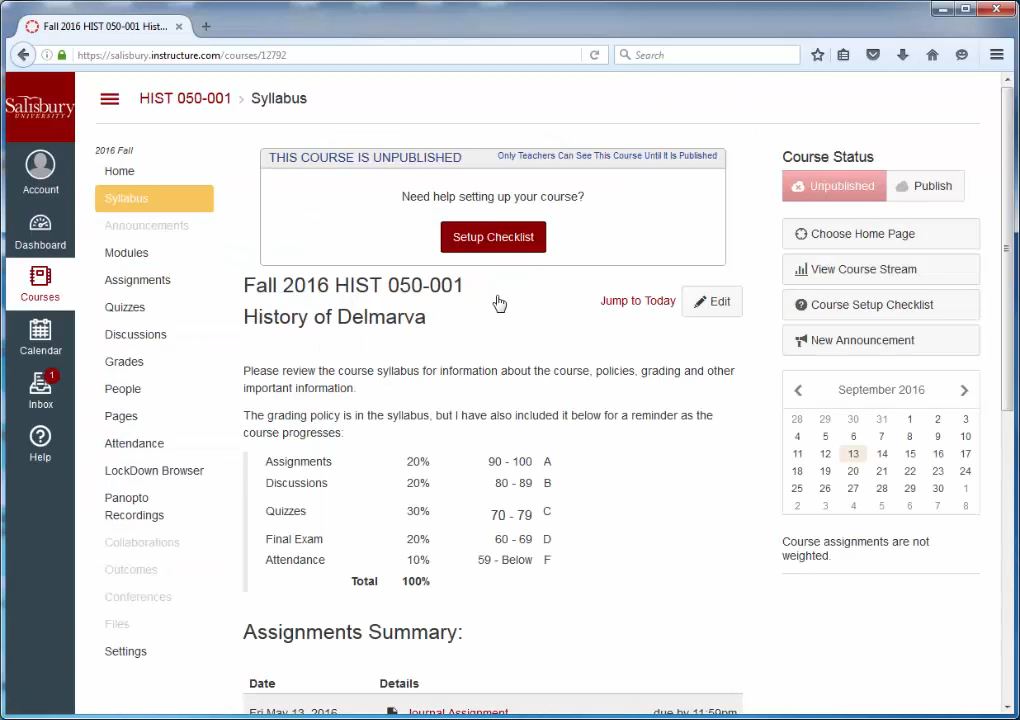 Fall 2016 HIST 050-001 Hist...
https://salisbury.instructure.com/courses/12792
Search
Salisbury
UNIVERSITY
HIST 050-001 › Syllabus
Account
Dashboard
Courses
Calendar
1
Inbox
Help
2016 Fall
Home
Syllabus
Announcements
Modules
Assignments
Quizzes
Discussions
Grades
People
Pages
Attendance
LockDown Browser
Panopto
Recordings
Collaborations
Outcomes
Conferences
Files
Settings
THIS COURSE IS UNPUBLISHED Only Teachers Can See This Course Until It Is Published
Need help setting up your course?
Setup Checklist
Fall 2016 HIST 050-001
History of Delmarva
Jump to Today Edit
Please review the course syllabus for information about the course, policies, grading and other
important information.
The grading policy is in the syllabus, but I have also included it below for a reminder as the
course progresses:
Assignments 20% 90 - 100 A
Discussions 20% 80 - 89 B
Quizzes 30% 70 - 79 C
Final Exam 20% 60 - 69 D
Attendance 10% 59 - Below F
Total 100%
Assignments Summary:
Date Details
Fri May 13, 2016 Journal Assignment due by 11:59pm
Course Status
Unpublished Publish
Choose Home Page
View Course Stream
Course Setup Checklist
New Announcement
September 2016
28 29 30 31 1 2 3
4 5 6 7 8 9 10
11 12 13 14 15 16 17
18 19 20 21 22 23 24
25 26 27 28 29 30 1
2 3 4 5 6 7 8
Course assignments are not
weighted.